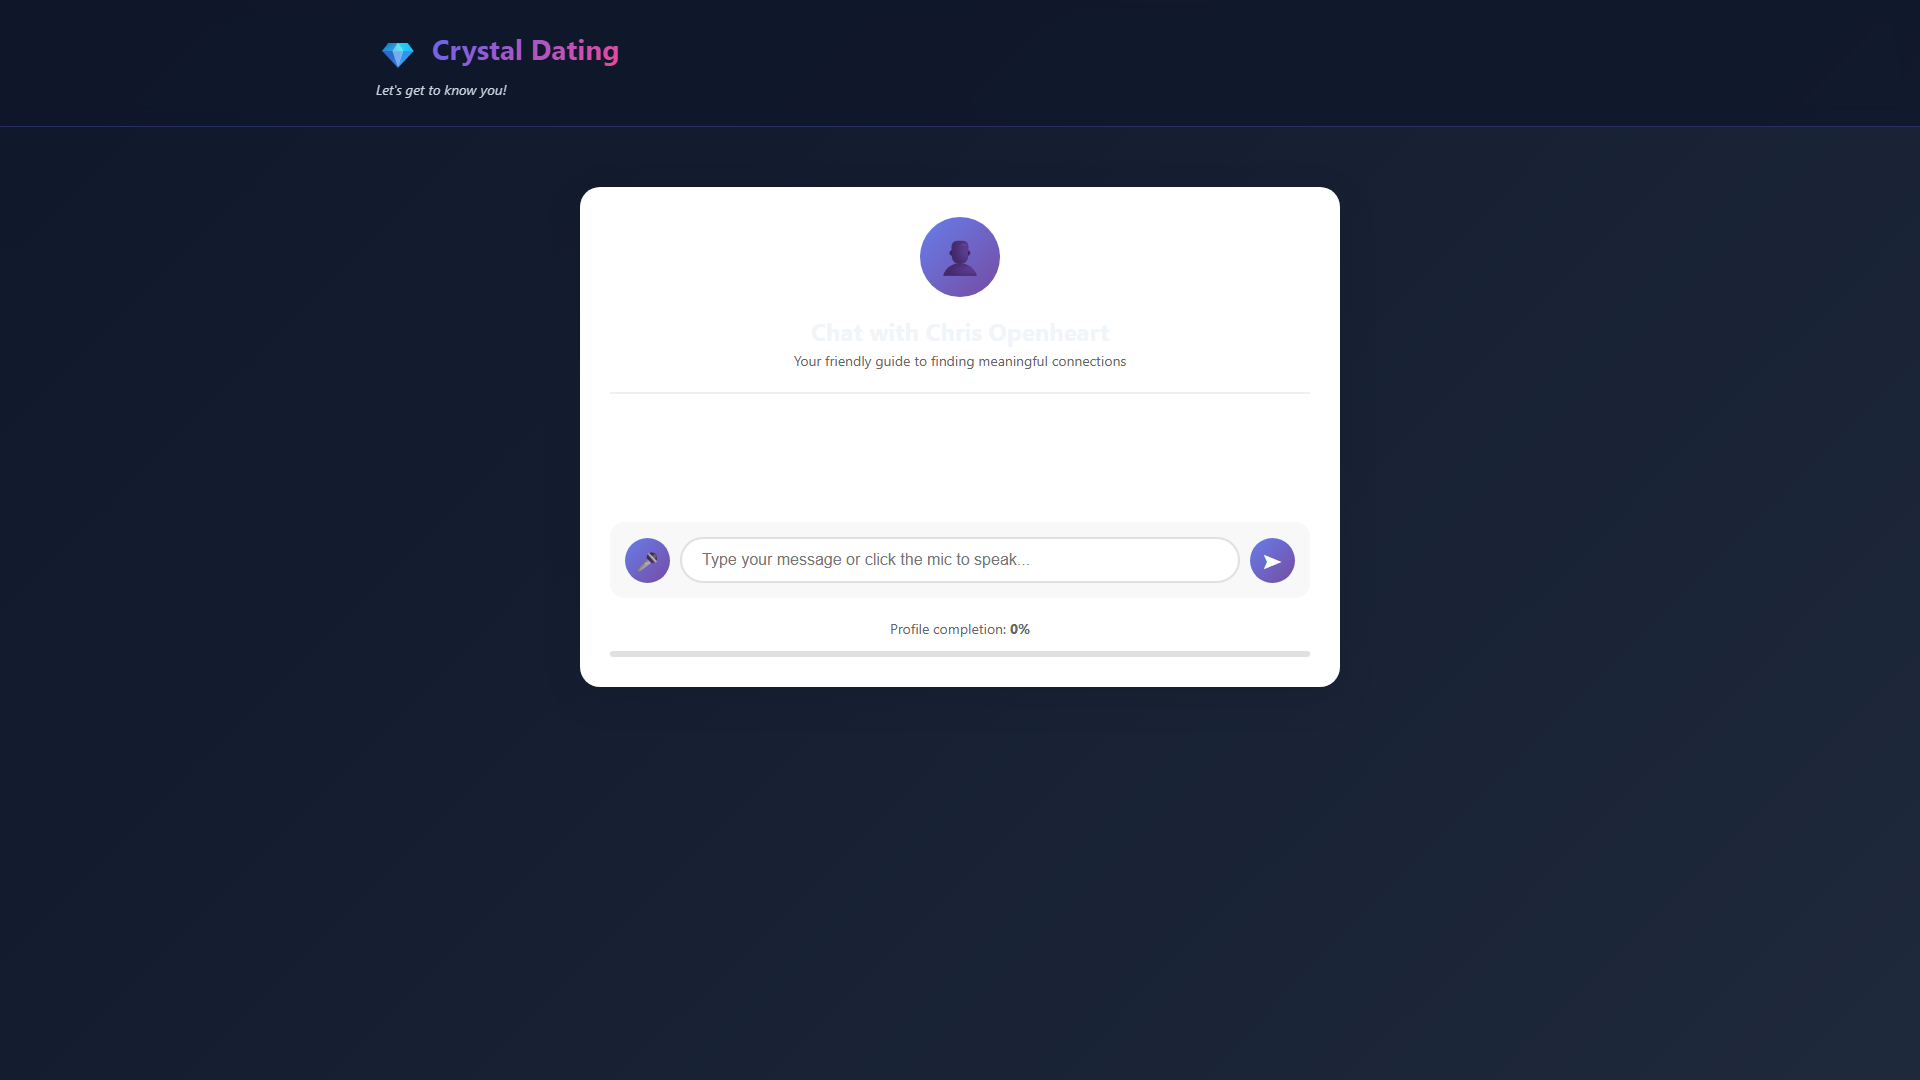 Crystal Dating
Let's get to know you!
Chat with Chris Openheart
Your friendly guide to finding meaningful connections
Type your message or click the mic to speak...
Profile completion: 0%